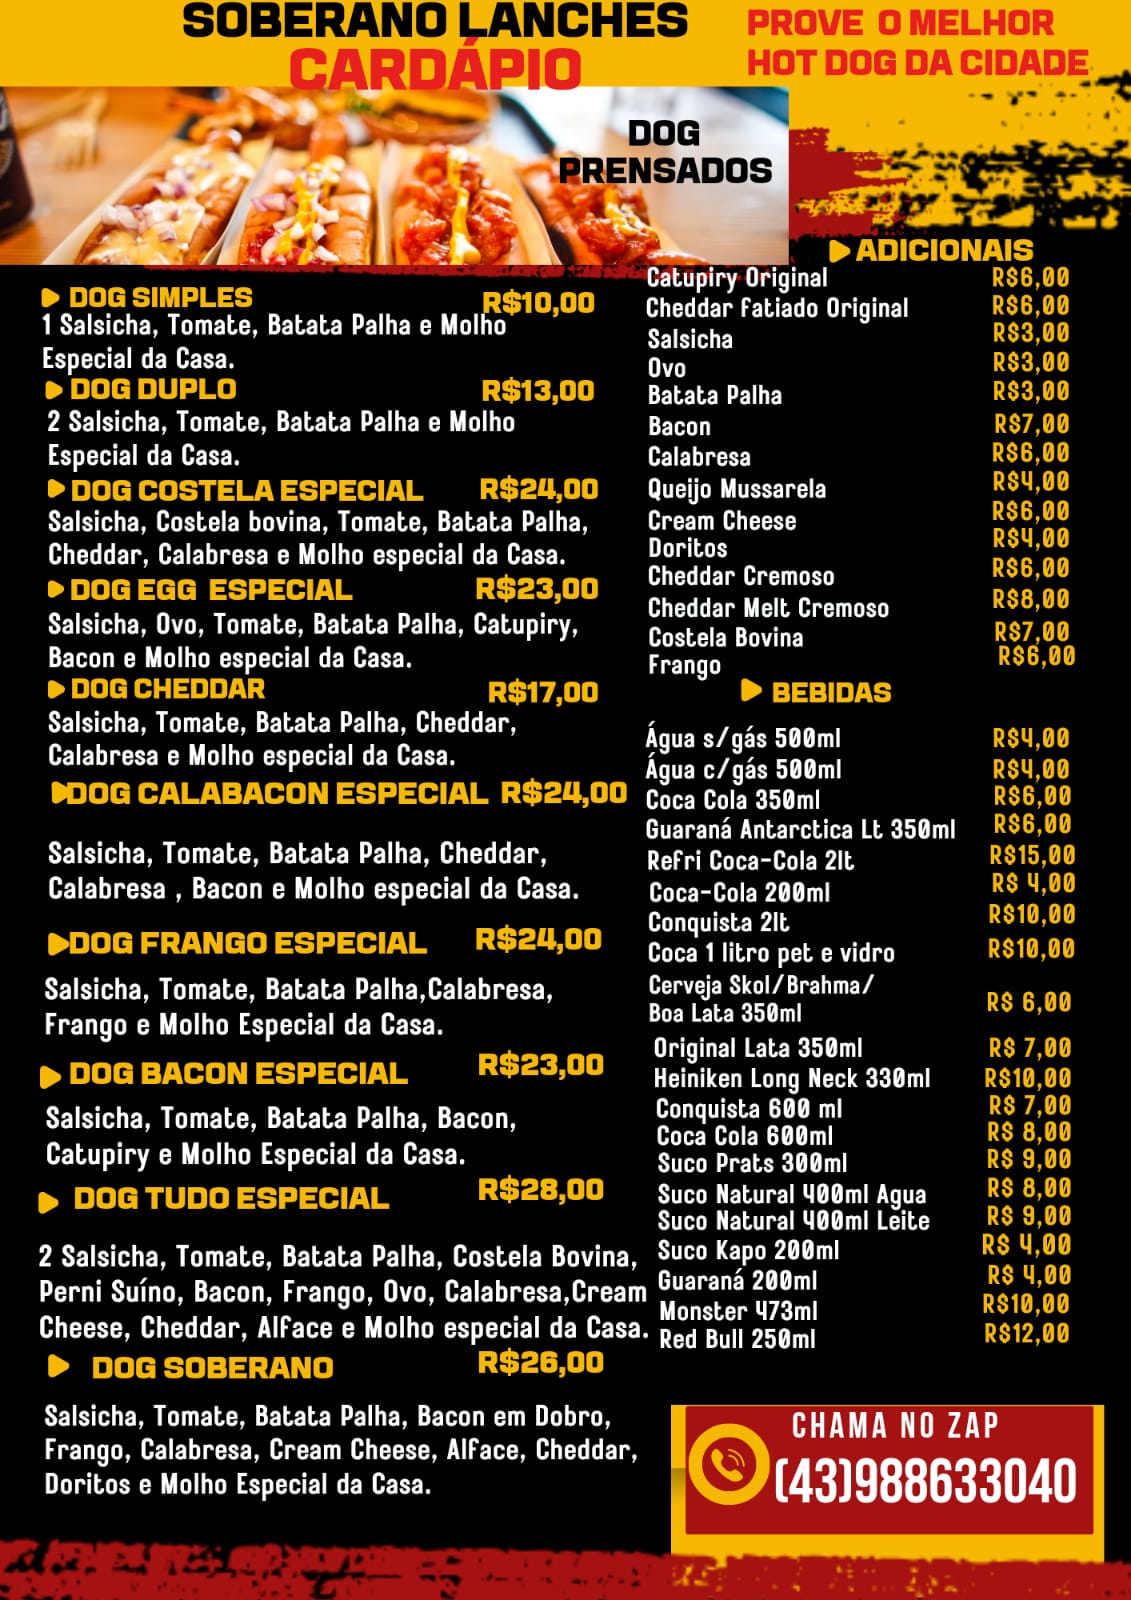 SOBERANO LANCHES
CARDÁPIO
PROVE O MELHOR
HOT DOG DA CIDADE
DOG
PRENSADOS
DOG SIMPLES R$10,00
1 Salsicha, Tomate, Batata Palha e Molho
Especial da Casa.
DOG DUPLO R$13,00
2 Salsicha, Tomate, Batata Palha e Molho
Especial da Casa.
DOG COSTELA ESPECIAL R$24,00
Salsicha, Costela bovina, Tomate, Batata Palha,
Cheddar, Calabresa e Molho especial da Casa.
DOG EGG ESPECIAL R$23,00
Salsicha, Ovo, Tomate, Batata Palha, Catupiry,
Bacon e Molho especial da Casa.
DOG CHEDDAR R$17,00
Salsicha, Tomate, Batata Palha, Cheddar,
Calabresa e Molho especial da Casa.
DOG CALABACON ESPECIAL R$24,00
Salsicha, Tomate, Batata Palha, Cheddar,
Calabresa , Bacon e Molho especial da Casa.
DOG FRANGO ESPECIAL R$24,00
Salsicha, Tomate, Batata Palha,Calabresa,
Frango e Molho Especial da Casa.
DOG BACON ESPECIAL R$23,00
Salsicha, Tomate, Batata Palha, Bacon,
Catupiry e Molho Especial da Casa.
DOG TUDO ESPECIAL R$28,00
2 Salsicha, Tomate, Batata Palha, Costela Bovina,
Perni Suíno, Bacon, Frango, Ovo, Calabresa,Cream
Cheese, Cheddar, Alface e Molho especial da Casa.
DOG SOBERANO R$26,00
Salsicha, Tomate, Batata Palha, Bacon em Dobro,
Frango, Calabresa, Cream Cheese, Alface, Cheddar,
Doritos e Molho Especial da Casa.
ADICIONAIS
Catupiry Original R$6,00
Cheddar Fatiado Original R$6,00
Salsicha R$3,00
Ovo R$3,00
Batata Palha R$3,00
Bacon R$7,00
Calabresa R$6,00
Queijo Mussarela R$4,00
Cream Cheese R$6,00
Doritos R$4,00
Cheddar Cremoso R$6,00
Cheddar Melt Cremoso R$8,00
Costela Bovina R$7,00
Frango R$6,00
BEBIDAS
Água s/gás 500ml R$4,00
Água c/gás 500ml R$4,00
Coca Cola 350ml R$6,00
Guaraná Antarctica Lt 350ml R$6,00
Refri Coca-Cola 2lt R$15,00
Coca-Cola 200ml R$ 4,00
Conquista 2lt R$10,00
Coca 1 litro pet e vidro R$10,00
Cerveja Skol/Brahma/
Boa Lata 350ml R$ 6,00
Original Lata 350ml R$ 7,00
Heiniken Long Neck 330ml R$10,00
Conquista 600 ml R$ 7,00
Coca Cola 600ml R$ 8,00
Suco Prats 300ml R$ 9,00
Suco Natural 400ml Agua R$ 8,00
Suco Natural 400ml Leite R$ 9,00
Suco Kapo 200ml R$ 4,00
Guaraná 200ml R$ 4,00
Monster 473ml R$10,00
Red Bull 250ml R$12,00
CHAMA NO ZAP
(43)988633040